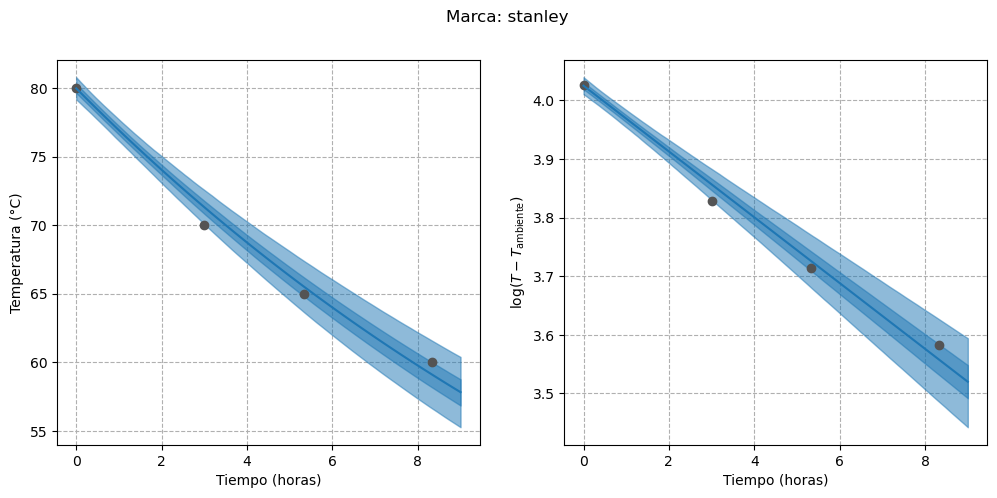 Marca: stanley
Temperatura (°C)
80
75
70
65
60
55
0 2 4 6 8
Tiempo (horas)
log(T − T_ambiente)
4.0
3.9
3.8
3.7
3.6
3.5
0 2 4 6 8
Tiempo (horas)